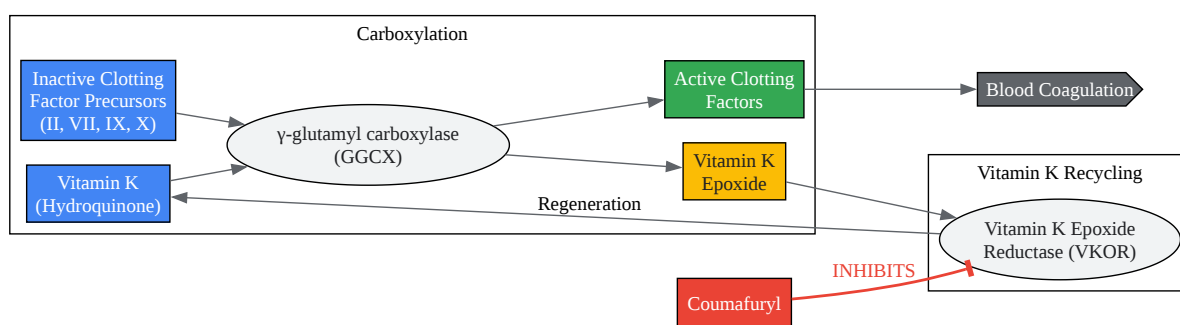 Carboxylation
Inactive Clotting
Factor Precursors
(II, VII, IX, X)
γ-glutamyl carboxylase
(GGCX)
Active Clotting
Factors
Blood Coagulation
Vitamin K
(Hydroquinone)
Vitamin K
Epoxide
Regeneration
Vitamin K Recycling
Vitamin K Epoxide
Reductase (VKOR)
INHIBITS
Coumafuryl